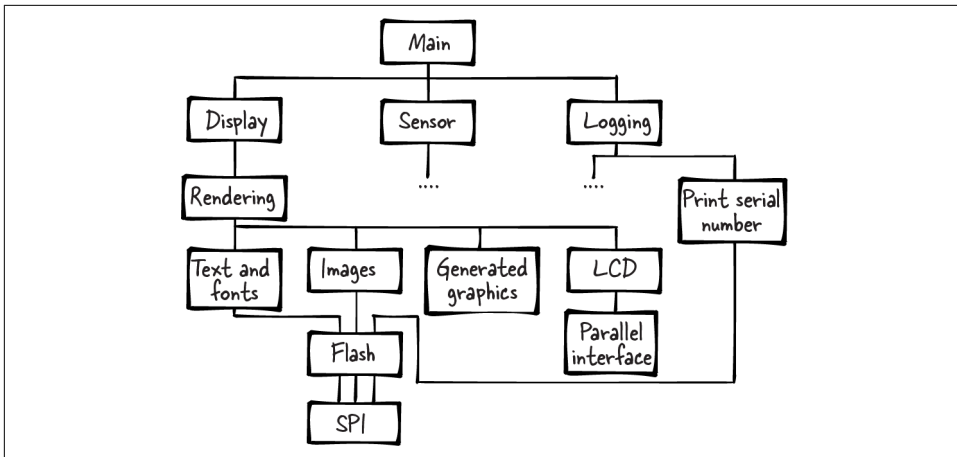 Main
Display
Sensor
Logging
....
....
Rendering
Print serial
number
Text and
fonts
Images
Generated
graphics
LCD
Flash
Parallel
interface
SPI